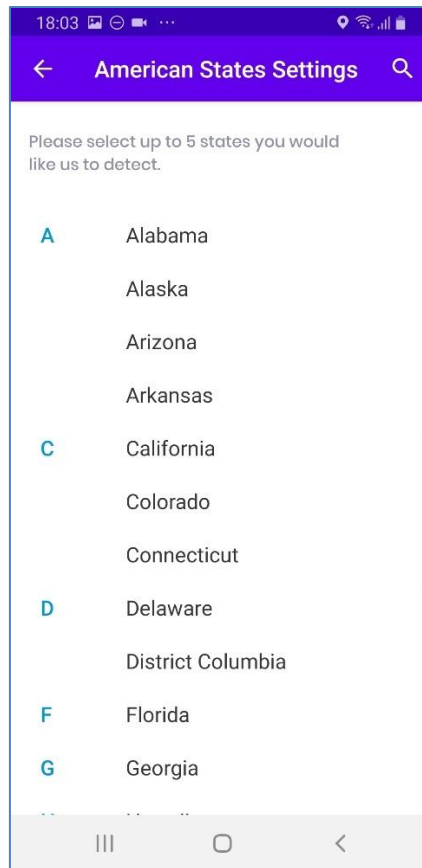 18:03
American States Settings
Please select up to 5 states you would
like us to detect.
A Alabama
Alaska
Arizona
Arkansas
C California
Colorado
Connecticut
D Delaware
District Columbia
F Florida
G Georgia